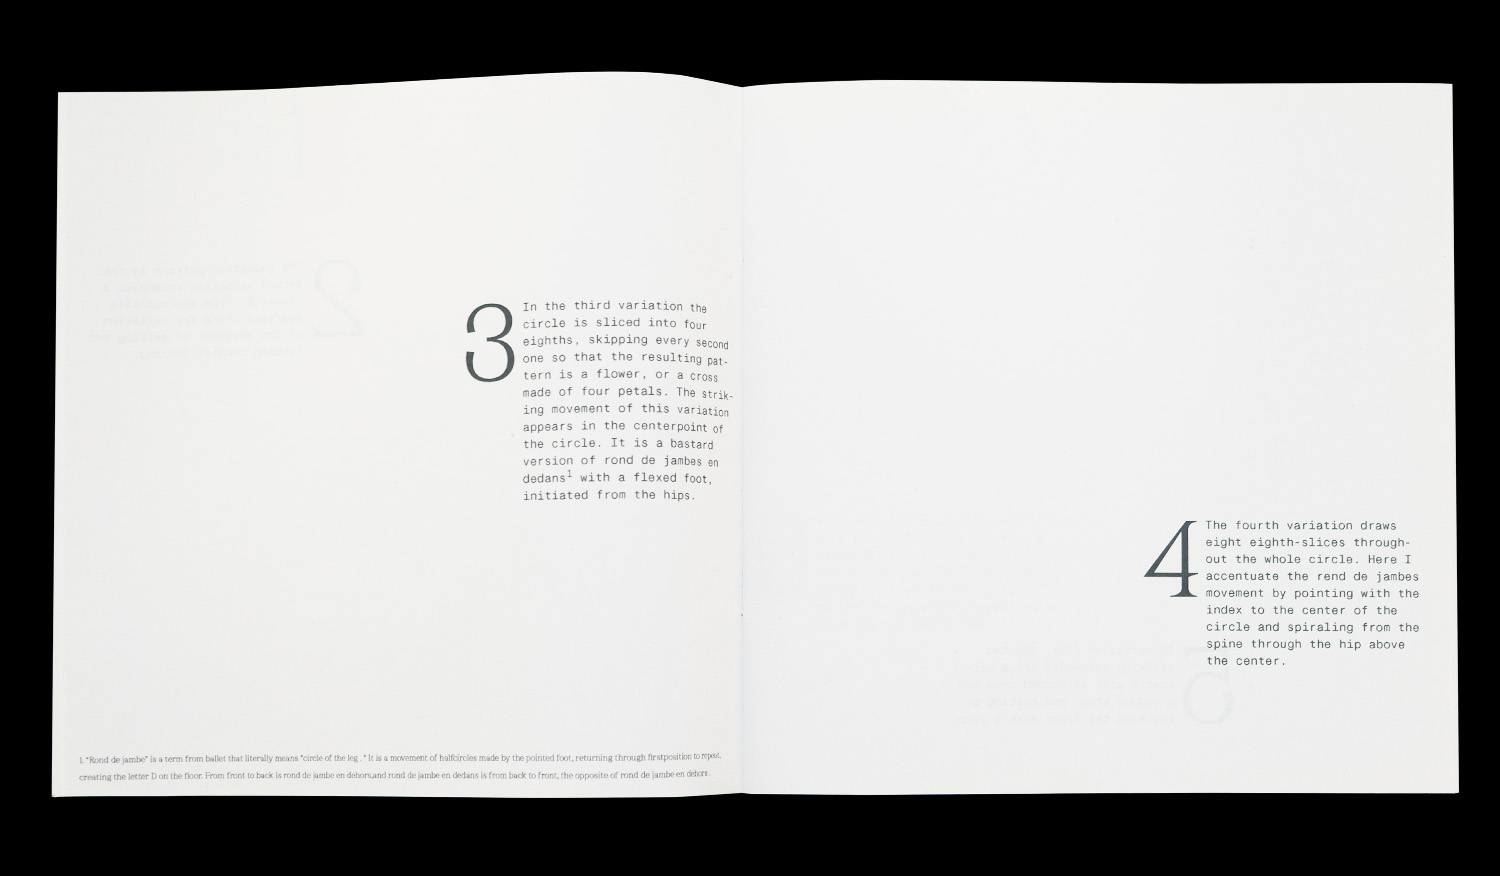 3
In the third variation the
circle is sliced into four
eighths, skipping every second
one so that the resulting pat-
tern is a flower, or a cross
made of four petals. The strik-
ing movement of this variation
appears in the centerpoint of
the circle. It is a bastard
version of rond de jambes en
dedans1 with a flexed foot,
initiated from the hips.
1. "Rond de jambe" is a term from ballet that literally means "circle of the leg . " It is a movement of halfcircles made by the pointed foot, returning through firstposition to repeat,
creating the letter D on the floor. From front to back is rond de jambe en dehors,and rond de jambe en dedans is from back to front, the opposite of rond de jambe en dehors .
4
The fourth variation draws
eight eighth-slices through-
out the whole circle. Here I
accentuate the rend de jambes
movement by pointing with the
index to the center of the
circle and spiraling from the
spine through the hip above
the center.